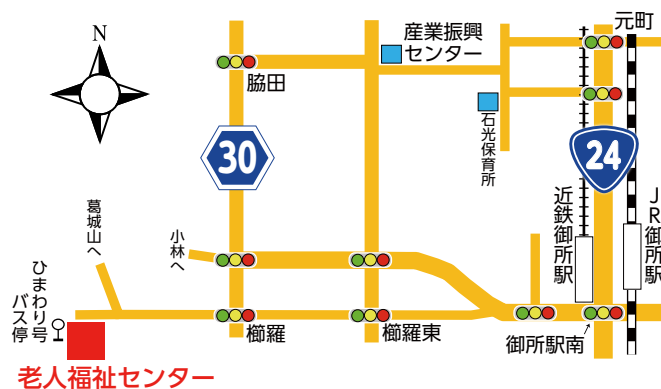 元町
N
産業振興
センター
脇田
石光保育所
30
24
近鉄御所駅
JR御所駅
葛城山へ
小林へ
ひまわり号
バス停
櫛羅
櫛羅東
御所駅南
老人福祉センター